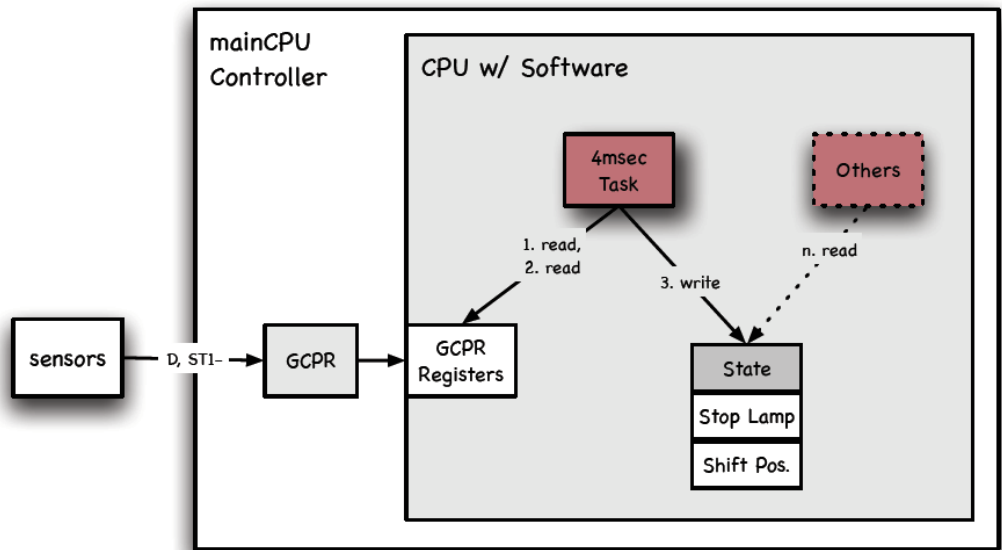 mainCPU
Controller
CPU w/ Software
4msec
Task
Others
1. read,
2. read
n. read
3. write
sensors
D, ST1-
GCPR
GCPR
Registers
State
Stop Lamp
Shift Pos.